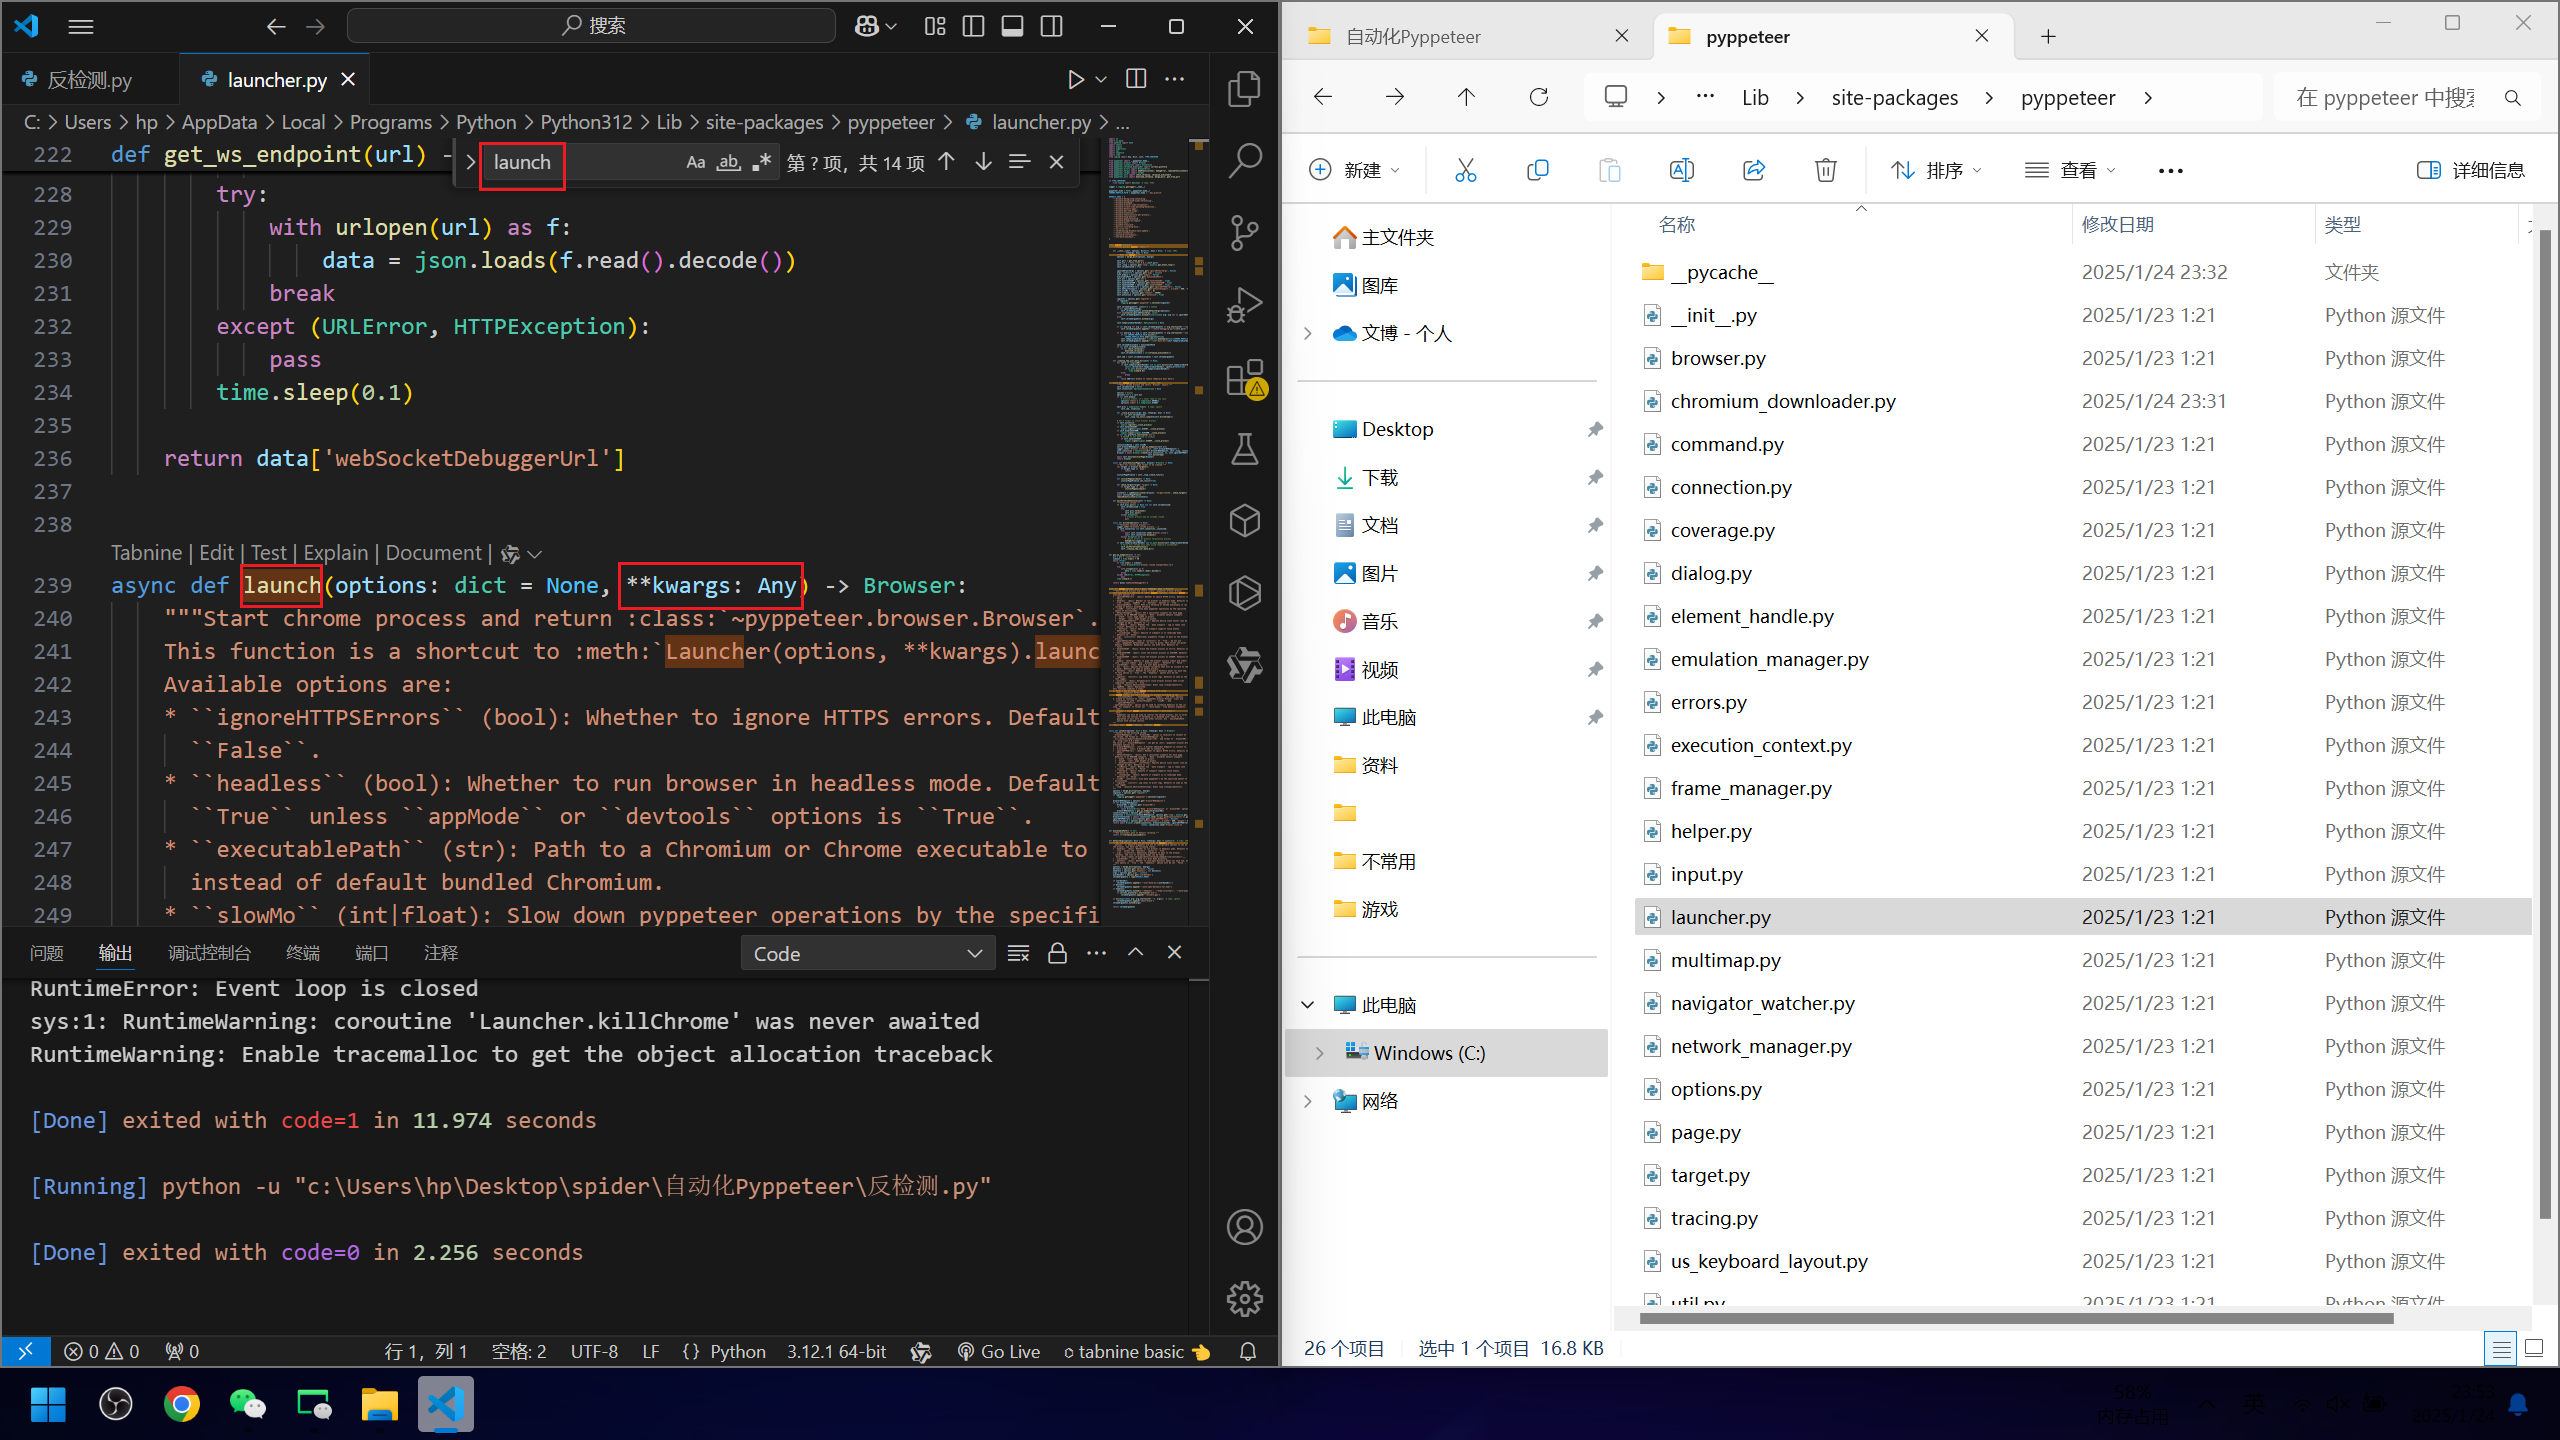 搜索
反检测.py
launcher.py
C: > Users > hp > AppData > Local > Programs > Python > Python312 > Lib > site-packages > pyppeteer > launcher.py > ...
222 def get_ws_endpoint(url) -
launch
Aa ab. .* 第 ? 项，共 14 项
228 try:
229 with urlopen(url) as f:
230 data = json.loads(f.read().decode())
231 break
232 except (URLError, HTTPException):
233 pass
234 time.sleep(0.1)
235
236 return data['webSocketDebuggerUrl']
237
238
Tabnine | Edit | Test | Explain | Document |
239 async def launch(options: dict = None, **kwargs: Any) -> Browser:
240 """Start chrome process and return :class:`~pyppeteer.browser.Browser`.
241 This function is a shortcut to :meth:`Launcher(options, **kwargs).launc
242 Available options are:
243 * ``ignoreHTTPSErrors`` (bool): Whether to ignore HTTPS errors. Default
244 ``False``.
245 * ``headless`` (bool): Whether to run browser in headless mode. Default
246 ``True`` unless ``appMode`` or ``devtools`` options is ``True``.
247 * ``executablePath`` (str): Path to a Chromium or Chrome executable to
248 instead of default bundled Chromium.
249 * ``slowMo`` (int|float): Slow down pyppeteer operations by the specifi
问题 输出 调试控制台 终端 端口 注释
Code
RuntimeError: Event loop is closed
sys:1: RuntimeWarning: coroutine 'Launcher.killChrome' was never awaited
RuntimeWarning: Enable tracemalloc to get the object allocation traceback
[Done] exited with code=1 in 11.974 seconds
[Running] python -u "c:\Users\hp\Desktop\spider\自动化Pyppeteer\反检测.py"
[Done] exited with code=0 in 2.256 seconds
0 0 0 行 1，列 1 空格: 2 UTF-8 LF {} Python 3.12.1 64-bit Go Live tabnine basic
自动化Pyppeteer
pyppeteer
Lib > site-packages > pyppeteer >
在 pyppeteer 中搜索
新建 排序 查看 详细信息
主文件夹
图库
文博 - 个人
Desktop
下载
文档
图片
音乐
视频
此电脑
资料
不常用
游戏
此电脑
Windows (C:)
网络
名称 修改日期 类型
__pycache__ 2025/1/24 23:32 文件夹
__init__.py 2025/1/23 1:21 Python 源文件
browser.py 2025/1/23 1:21 Python 源文件
chromium_downloader.py 2025/1/24 23:31 Python 源文件
command.py 2025/1/23 1:21 Python 源文件
connection.py 2025/1/23 1:21 Python 源文件
coverage.py 2025/1/23 1:21 Python 源文件
dialog.py 2025/1/23 1:21 Python 源文件
element_handle.py 2025/1/23 1:21 Python 源文件
emulation_manager.py 2025/1/23 1:21 Python 源文件
errors.py 2025/1/23 1:21 Python 源文件
execution_context.py 2025/1/23 1:21 Python 源文件
frame_manager.py 2025/1/23 1:21 Python 源文件
helper.py 2025/1/23 1:21 Python 源文件
input.py 2025/1/23 1:21 Python 源文件
launcher.py 2025/1/23 1:21 Python 源文件
multimap.py 2025/1/23 1:21 Python 源文件
navigator_watcher.py 2025/1/23 1:21 Python 源文件
network_manager.py 2025/1/23 1:21 Python 源文件
options.py 2025/1/23 1:21 Python 源文件
page.py 2025/1/23 1:21 Python 源文件
target.py 2025/1/23 1:21 Python 源文件
tracing.py 2025/1/23 1:21 Python 源文件
us_keyboard_layout.py 2025/1/23 1:21 Python 源文件
util.py 2025/1/23 1:21 Python 源文件
26 个项目 选中 1 个项目 16.8 KB